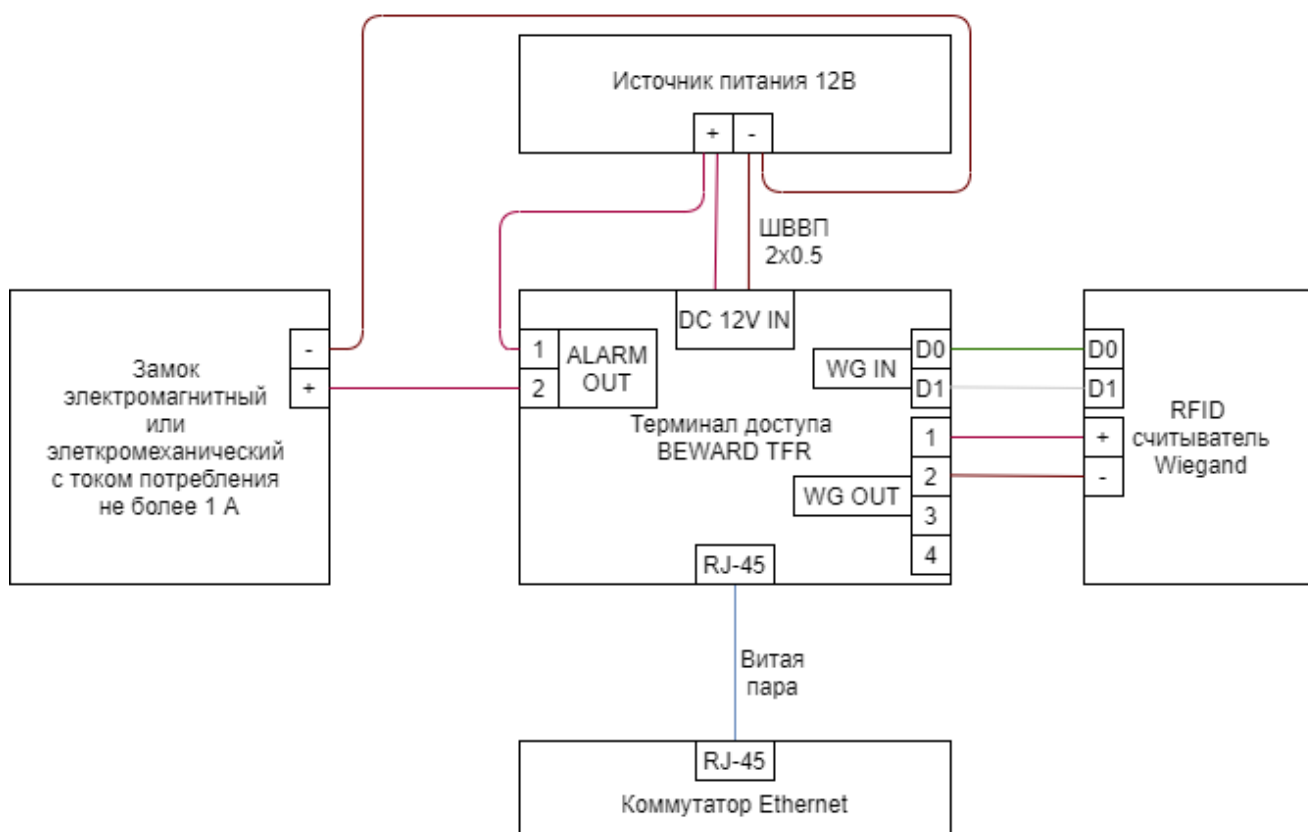 Источник питания 12В
+
-
ШВВП
2x0.5
Замок
электромагнитный
или
элеткромеханический
с током потребления
не более 1 А
-
+
1
2
ALARM
OUT
DC 12V IN
WG IN
D0
D1
Терминал доступа
BEWARD TFR
WG OUT
1
2
3
4
RJ-45
D0
D1
+
-
RFID
считыватель
Wiegand
Витая
пара
RJ-45
Коммутатор Ethernet